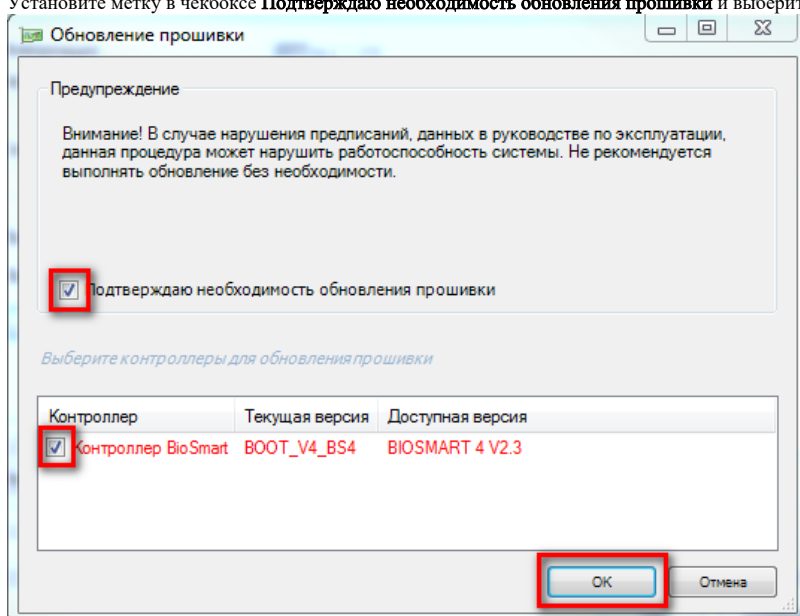 Установите метку в чекбоксе Подтверждаю необходимость обновления прошивки и выберит
Обновление прошивки
Предупреждение
Внимание! В случае нарушения предписаний, данных в руководстве по эксплуатации,
данная процедура может нарушить работоспособность системы. Не рекомендуется
выполнять обновление без необходимости.
Подтверждаю необходимость обновления прошивки
Выберите контроллеры для обновления прошивки
Контроллер Текущая версия Доступная версия
Контроллер BioSmart BOOT_V4_BS4 BIOSMART 4 V2.3
OK Отмена